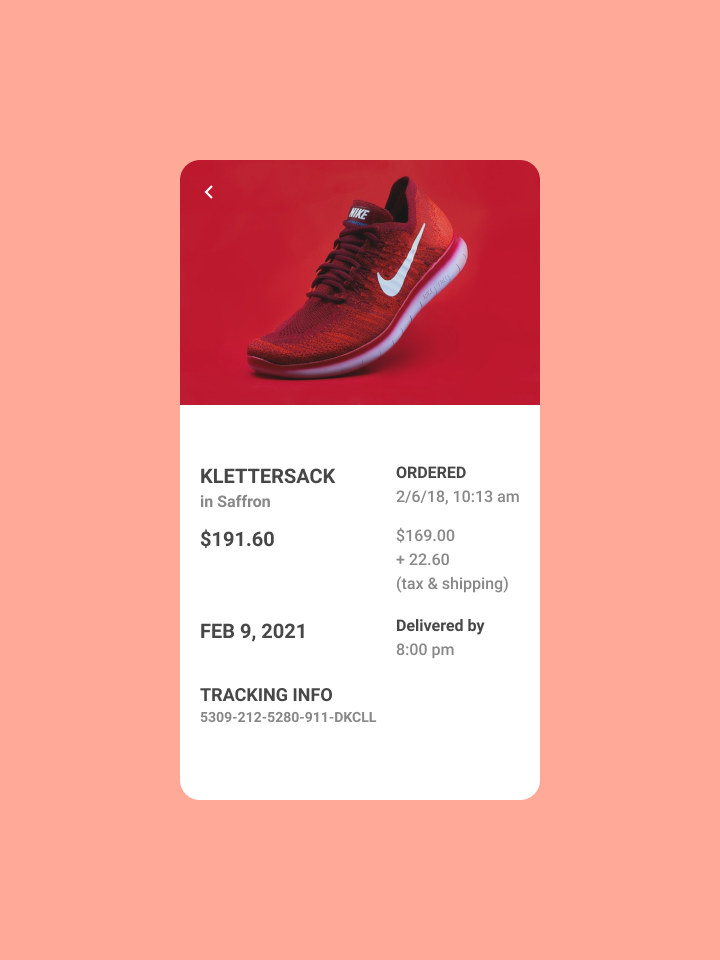 NIKE
KLETTERSACK
in Saffron
$191.60
ORDERED
2/6/18, 10:13 am
$169.00
+ 22.60
(tax & shipping)
FEB 9, 2021
Delivered by
8:00 pm
TRACKING INFO
5309-212-5280-911-DKCLL